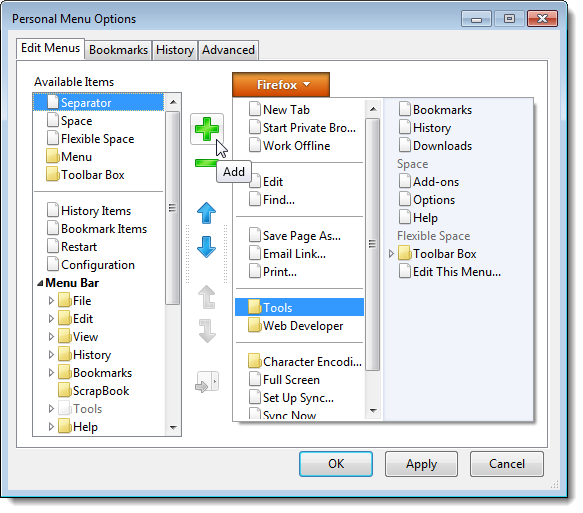 Personal Menu Options
Edit Menus
Bookmarks
History
Advanced
Available Items
Separator
Space
Flexible Space
Menu
Toolbar Box
History Items
Bookmark Items
Restart
Configuration
Menu Bar
File
Edit
View
History
Bookmarks
ScrapBook
Tools
Help
Add
Firefox
New Tab
Start Private Bro...
Work Offline
Edit
Find...
Save Page As...
Email Link...
Print...
Tools
Web Developer
Character Encodi...
Full Screen
Set Up Sync...
Sync Now
Bookmarks
History
Downloads
Space
Add-ons
Options
Help
Flexible Space
Toolbar Box
Edit This Menu...
OK
Apply
Cancel